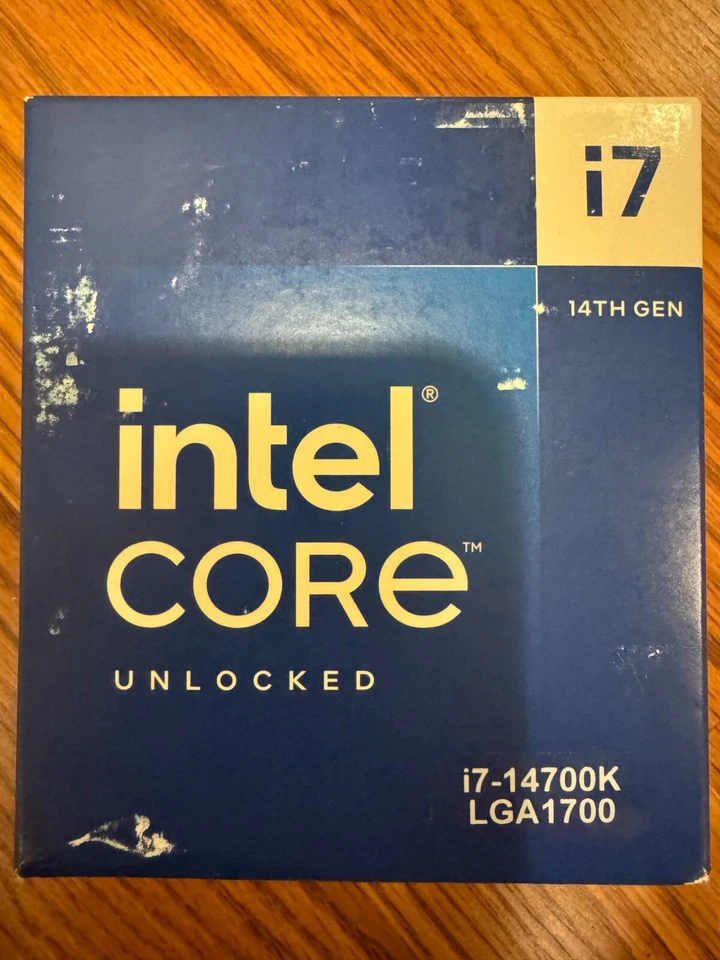 i7
14TH GEN
intel®
CORe™
UNLOCKED
i7-14700K
LGA1700